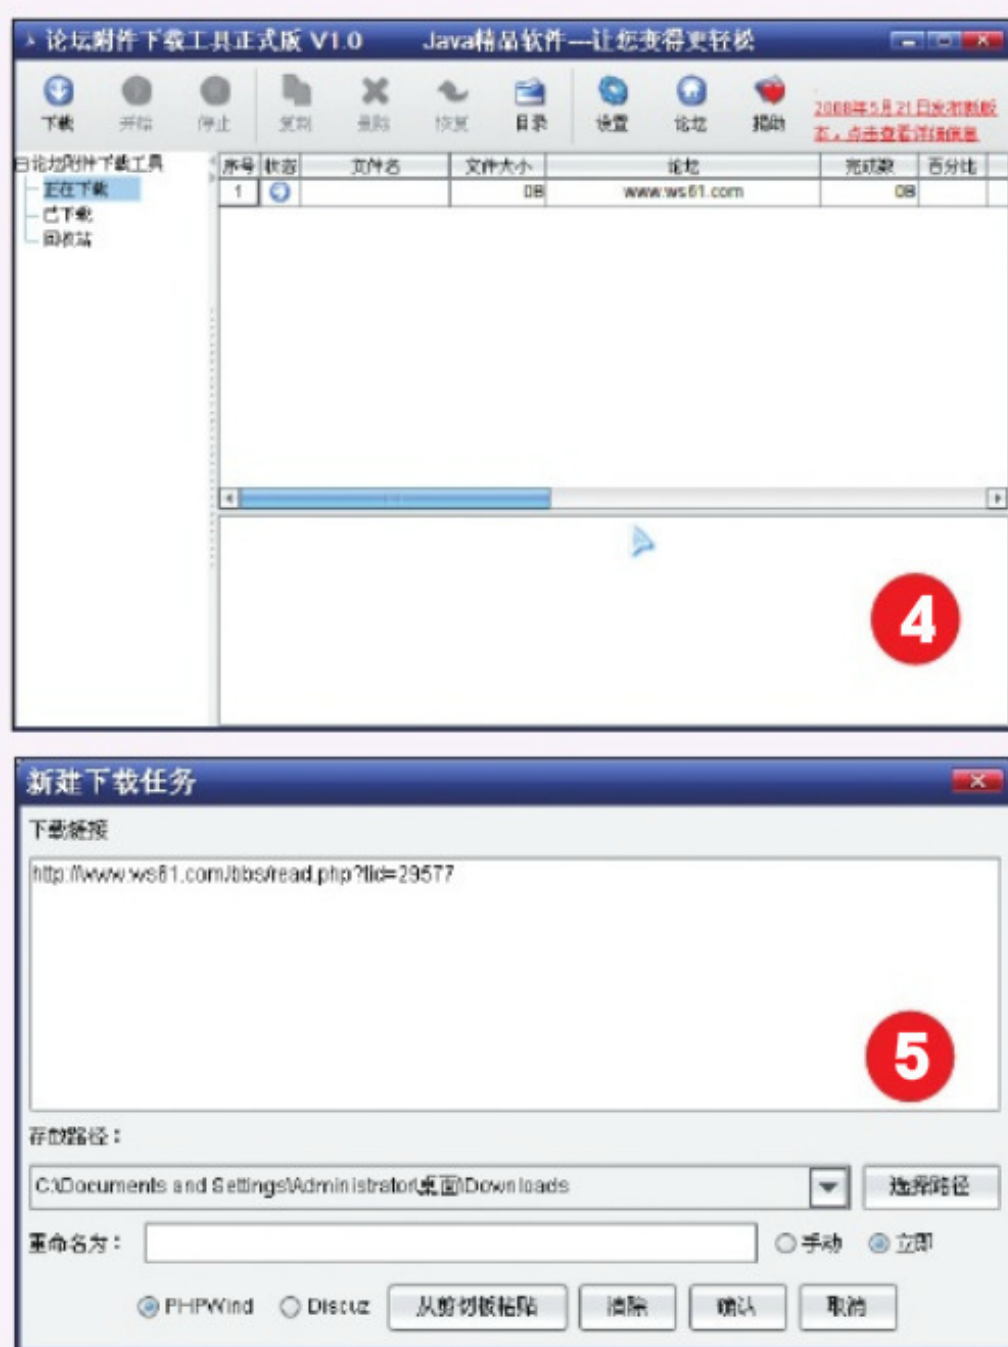 论坛附件下载工具正式版 V1.0 Java精品软件---让您变得更轻松
下载 开始 停止 复制 删除 恢复 目录 设置 论坛 捐助
2008年5月21日发布新版
本，点击查看详细信息
论坛附件下载工具
正在下载
已下载
回收站
序号 状态 文件名 文件大小 论坛 完成数 百分比
1 0B www.ws61.com 0B
4
新建下载任务
下载链接
http://www.ws61.com/bbs/read.php?tid=29577
5
存放路径：
C:\Documents and Settings\Administrator\桌面\Downloads
选择路径
重命名为：
手动 立即
PHPWind Discuz 从剪切板粘贴 清除 确认 取消